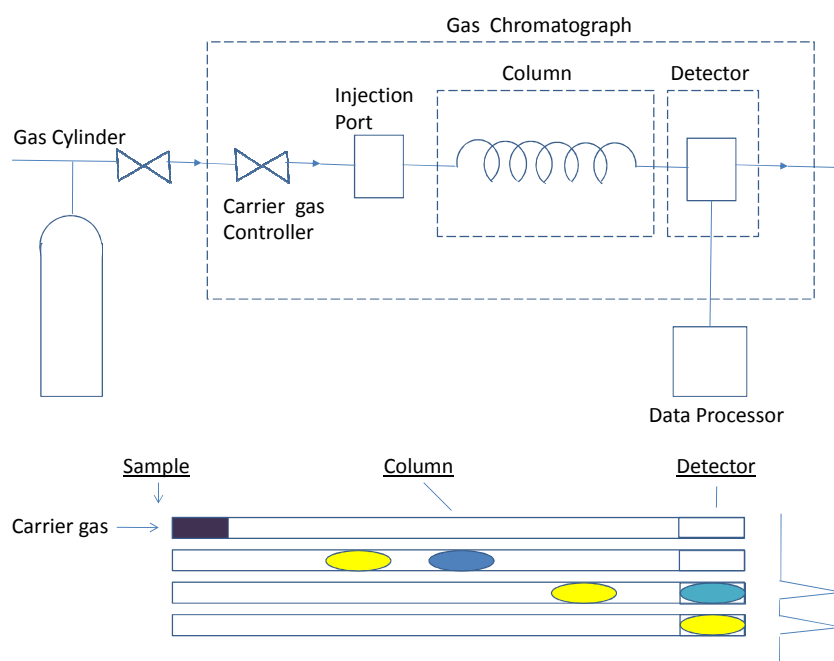 Gas Chromatograph
Column
Detector
Injection
Port
Gas Cylinder
Carrier gas
Controller
Data Processor
Sample
Column
Detector
Carrier gas